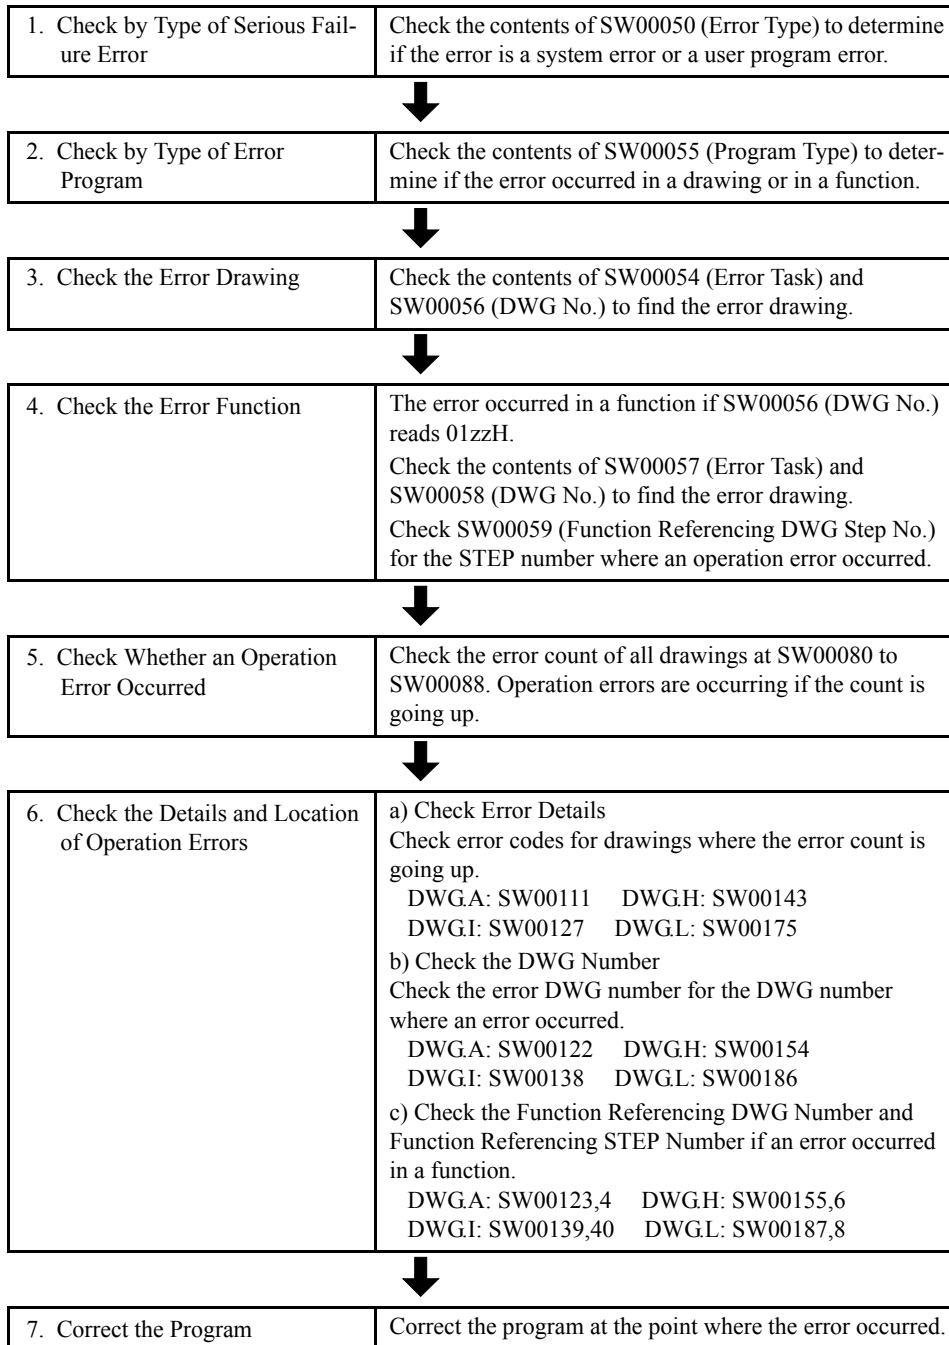 1. Check by Type of Serious Fail-
ure Error
Check the contents of SW00050 (Error Type) to determine
if the error is a system error or a user program error.
2. Check by Type of Error
Program
Check the contents of SW00055 (Program Type) to deter-
mine if the error occurred in a drawing or in a function.
3. Check the Error Drawing
Check the contents of SW00054 (Error Task) and
SW00056 (DWG No.) to find the error drawing.
4. Check the Error Function
The error occurred in a function if SW00056 (DWG No.)
reads 01zzH.
Check the contents of SW00057 (Error Task) and
SW00058 (DWG No.) to find the error drawing.
Check SW00059 (Function Referencing DWG Step No.)
for the STEP number where an operation error occurred.
5. Check Whether an Operation
Error Occurred
Check the error count of all drawings at SW00080 to
SW00088. Operation errors are occurring if the count is
going up.
6. Check the Details and Location
of Operation Errors
a) Check Error Details
Check error codes for drawings where the error count is
going up.
DWG.A: SW00111 DWG.H: SW00143
DWG.I: SW00127 DWG.L: SW00175
b) Check the DWG Number
Check the error DWG number for the DWG number
where an error occurred.
DWG.A: SW00122 DWG.H: SW00154
DWG.I: SW00138 DWG.L: SW00186
c) Check the Function Referencing DWG Number and
Function Referencing STEP Number if an error occurred
in a function.
DWG.A: SW00123,4 DWG.H: SW00155,6
DWG.I: SW00139,40 DWG.L: SW00187,8
7. Correct the Program
Correct the program at the point where the error occurred.